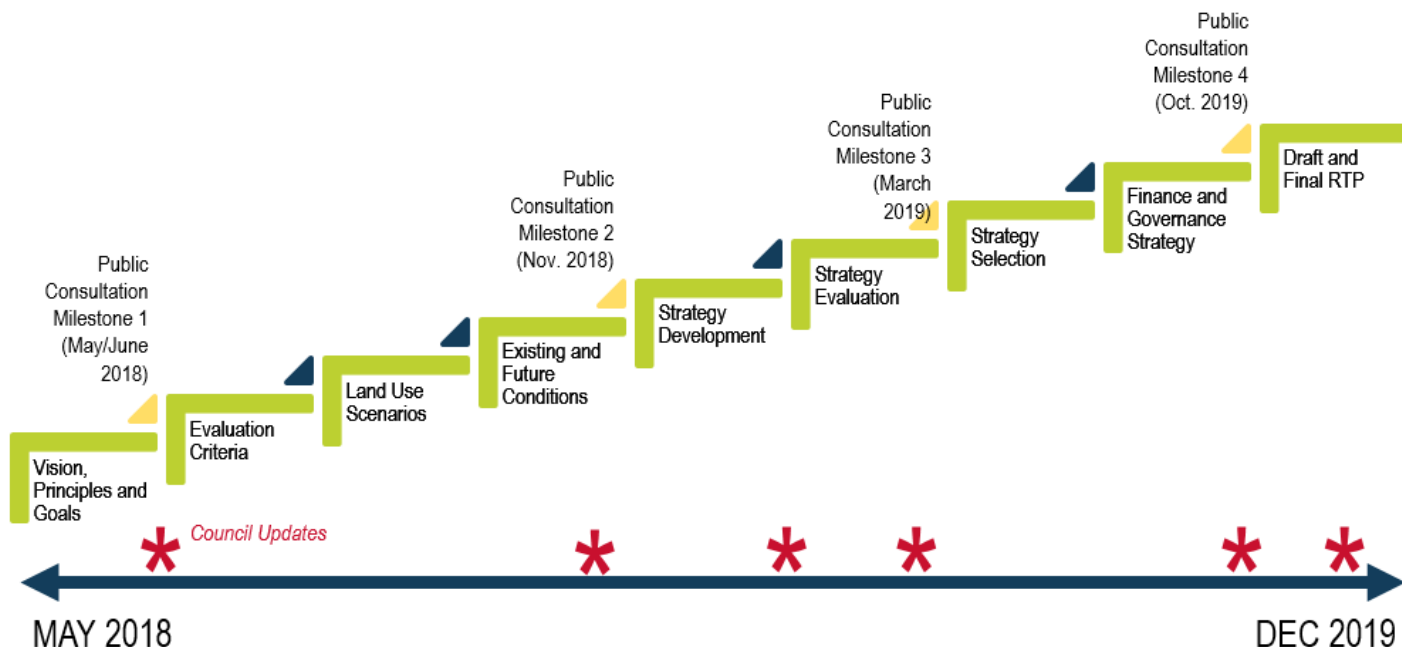 Public
Consultation
Milestone 1
(May/June
2018)
Public
Consultation
Milestone 2
(Nov. 2018)
Public
Consultation
Milestone 3
(March
2019)
Public
Consultation
Milestone 4
(Oct. 2019)
Vision,
Principles and
Goals
Evaluation
Criteria
Land Use
Scenarios
Existing and
Future
Conditions
Strategy
Development
Strategy
Evaluation
Strategy
Selection
Finance and
Governance
Strategy
Draft and
Final RTP
Council Updates
MAY 2018
DEC 2019